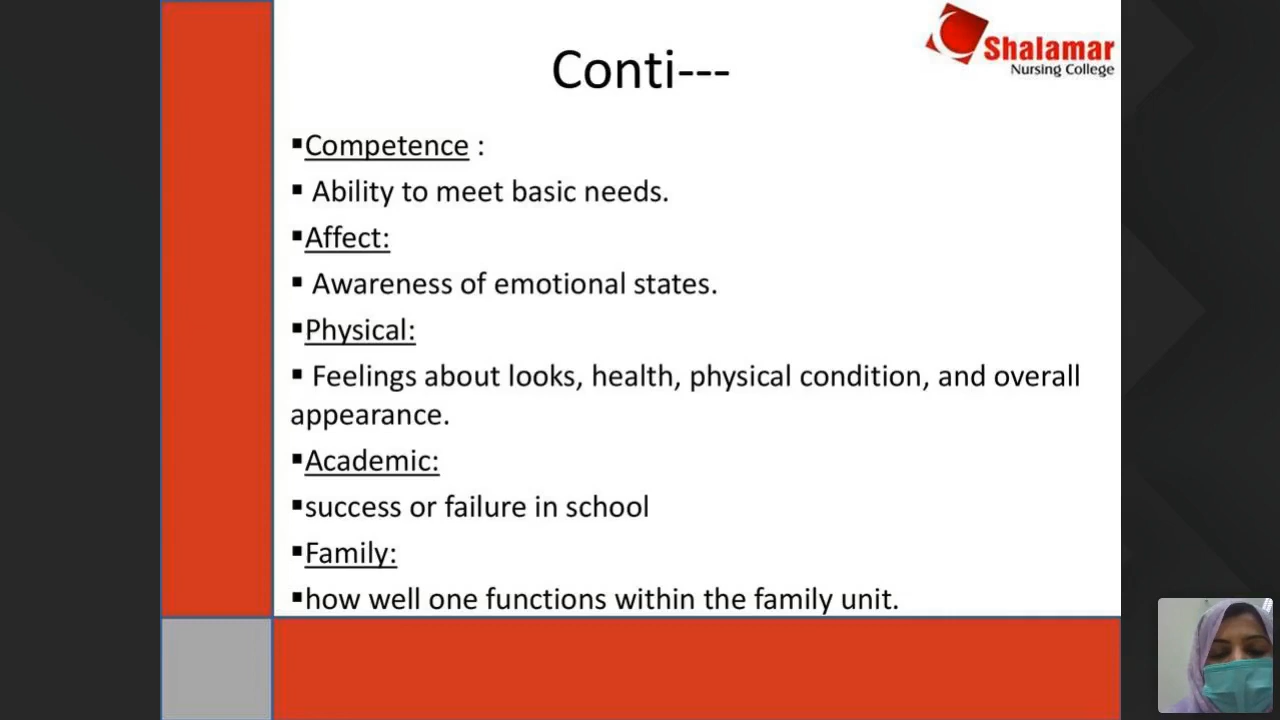 Shalamar
Nursing College
Conti---
▪Competence :
▪ Ability to meet basic needs.
▪Affect:
▪ Awareness of emotional states.
▪Physical:
▪ Feelings about looks, health, physical condition, and overall
appearance.
▪Academic:
▪success or failure in school
▪Family:
▪how well one functions within the family unit.